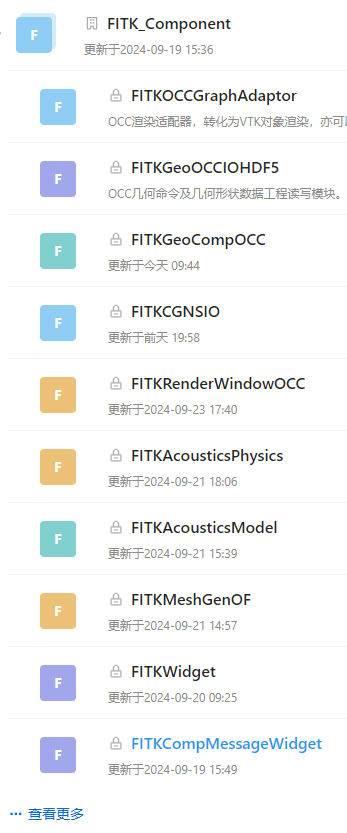 F FITK_Component
更新于2024-09-19 15:36
F FITKOCCGraphAdaptor
OCC渲染适配器，转化为VTK对象渲染，亦可
F FITKGeoOCCIOHDF5
OCC几何命令及几何形状数据工程读写模块。
F FITKGeoCompOCC
更新于今天 09:44
F FITKCGNSIO
更新于前天 19:58
F FITKRenderWindowOCC
更新于2024-09-23 17:40
F FITKAcousticsPhysics
更新于2024-09-21 18:06
F FITKAcousticsModel
更新于2024-09-21 15:39
F FITKMeshGenOF
更新于2024-09-21 14:57
F FITKWidget
更新于2024-09-20 09:25
F FITKCompMessageWidget
更新于2024-09-19 15:49
··· 查看更多